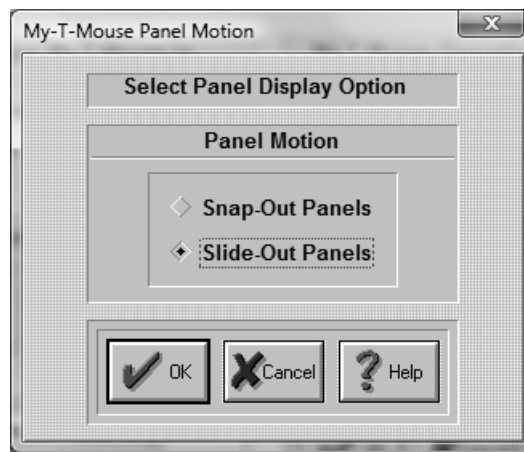 My-T-Mouse Panel Motion
Select Panel Display Option
Panel Motion
Snap-Out Panels
Slide-Out Panels
OK Cancel Help